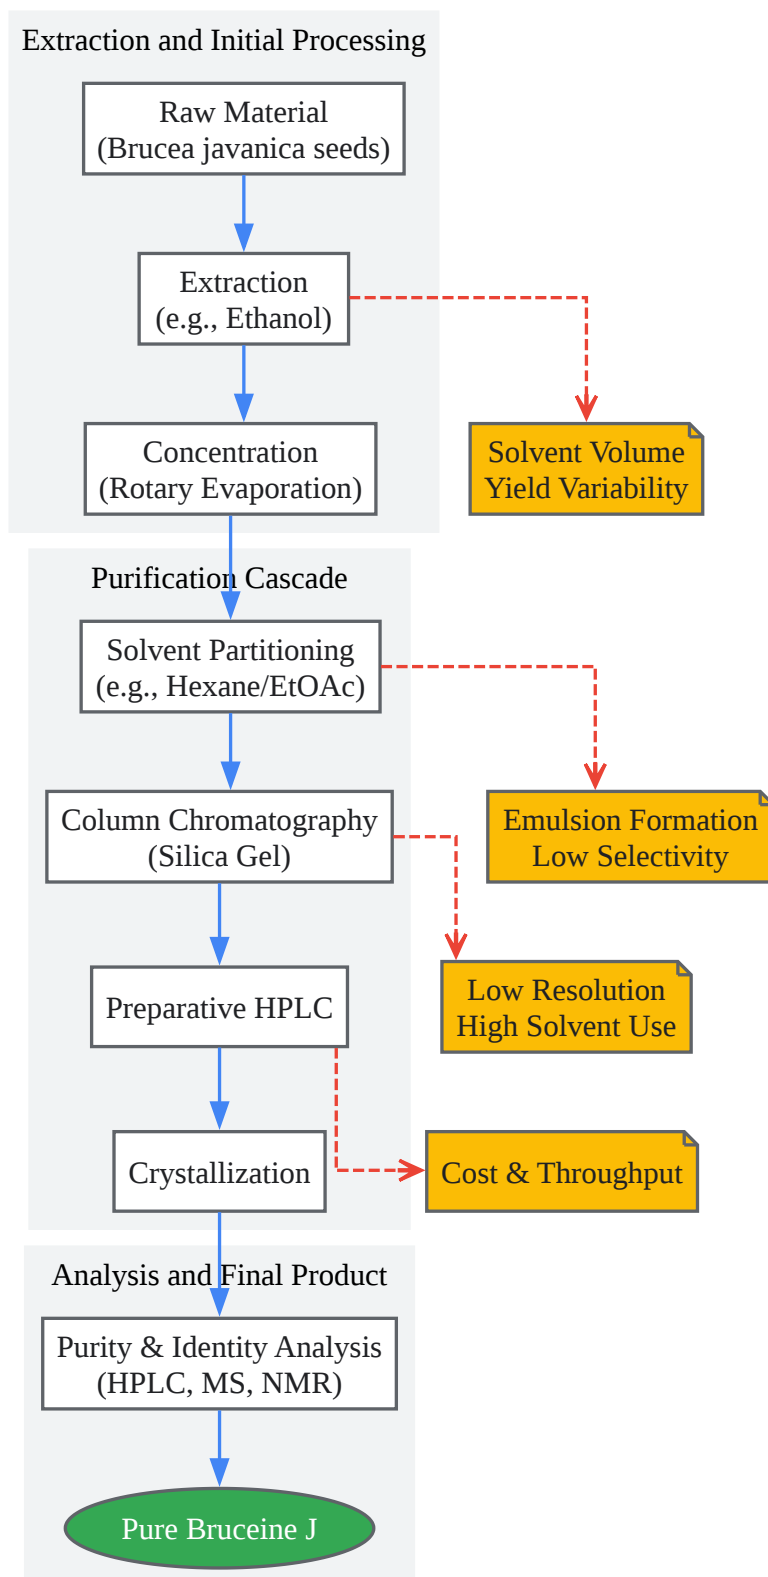 Extraction and Initial Processing
Raw Material
(Brucea javanica seeds)
Extraction
(e.g., Ethanol)
Concentration
(Rotary Evaporation)
Solvent Volume
Yield Variability
Purification Cascade
Solvent Partitioning
(e.g., Hexane/EtOAc)
Column Chromatography
(Silica Gel)
Emulsion Formation
Low Selectivity
Preparative HPLC
Low Resolution
High Solvent Use
Crystallization
Cost & Throughput
Analysis and Final Product
Purity & Identity Analysis
(HPLC, MS, NMR)
Pure Bruceine J